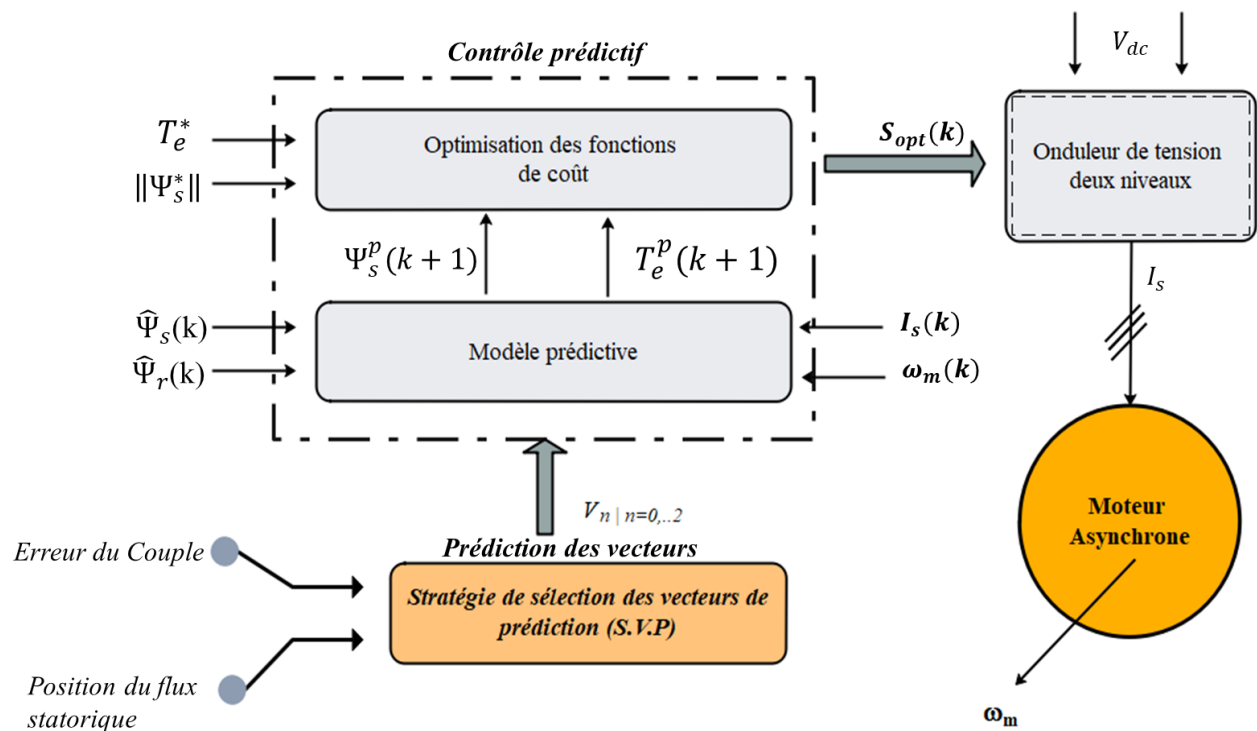 Contrôle prédictif
V_dc
T_e^*
‖Ψ_s^*‖
Optimisation des fonctions
de coût
S_opt(k)
Onduleur de tension
deux niveaux
Ψ_s^p(k + 1)
T_e^p(k + 1)
I_s
Ψ̂_s(k)
Ψ̂_r(k)
Modèle prédictive
I_s(k)
ω_m(k)
V_n | n=0,..2
Moteur
Asynchrone
Erreur du Couple
Prédiction des vecteurs
Stratégie de sélection des vecteurs de
prédiction (S.V.P)
Position du flux
statorique
ω_m